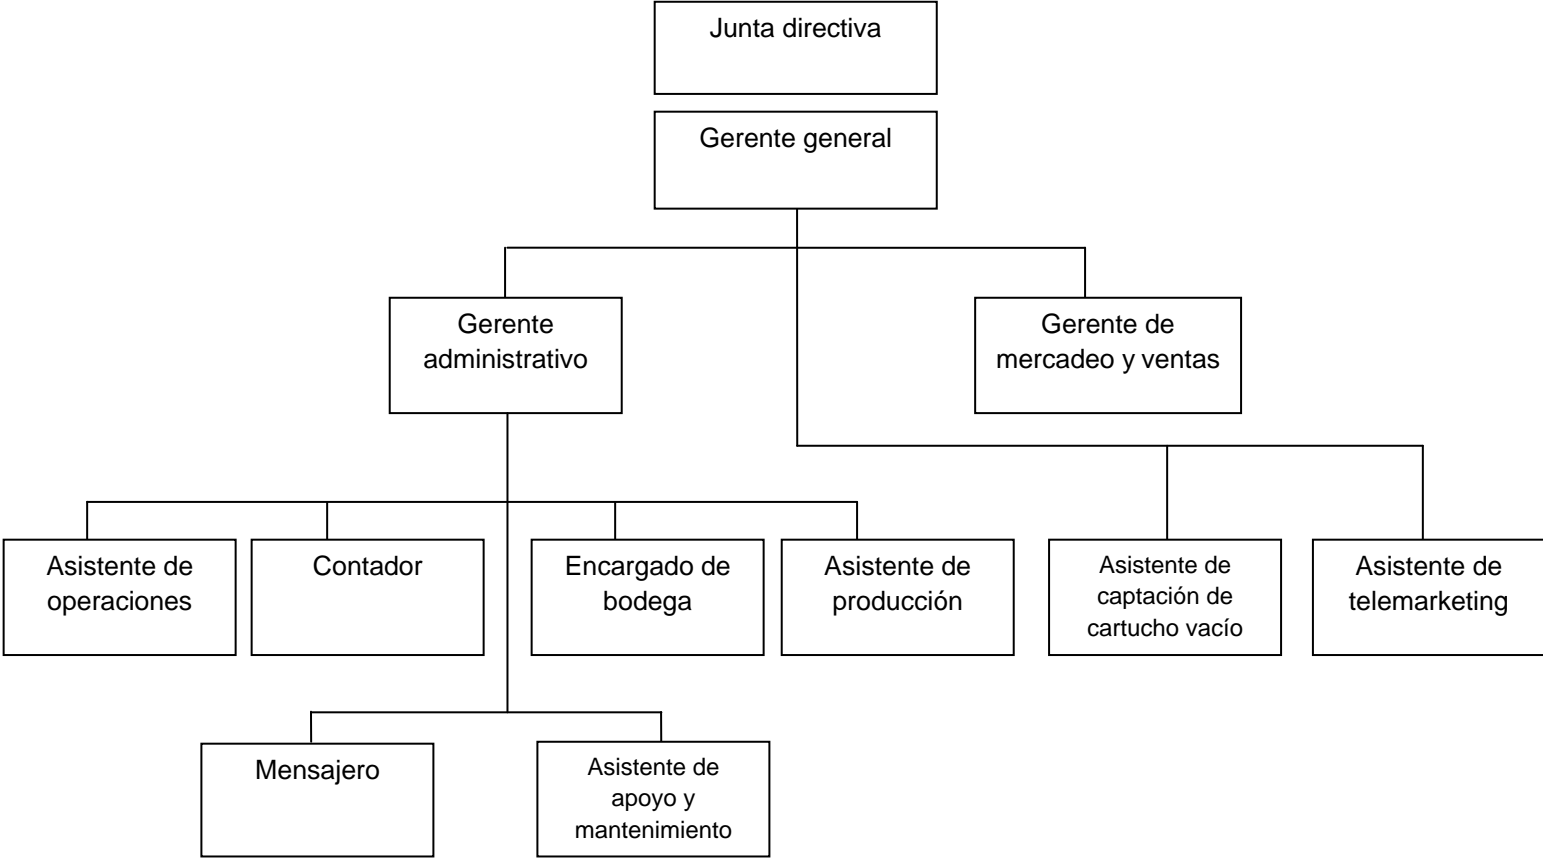 Junta directiva
Gerente general
Gerente
administrativo
Gerente de
mercadeo y ventas
Asistente de
operaciones
Contador
Encargado de
bodega
Asistente de
producción
Asistente de
captación de
cartucho vacío
Asistente de
telemarketing
Mensajero
Asistente de
apoyo y
mantenimiento